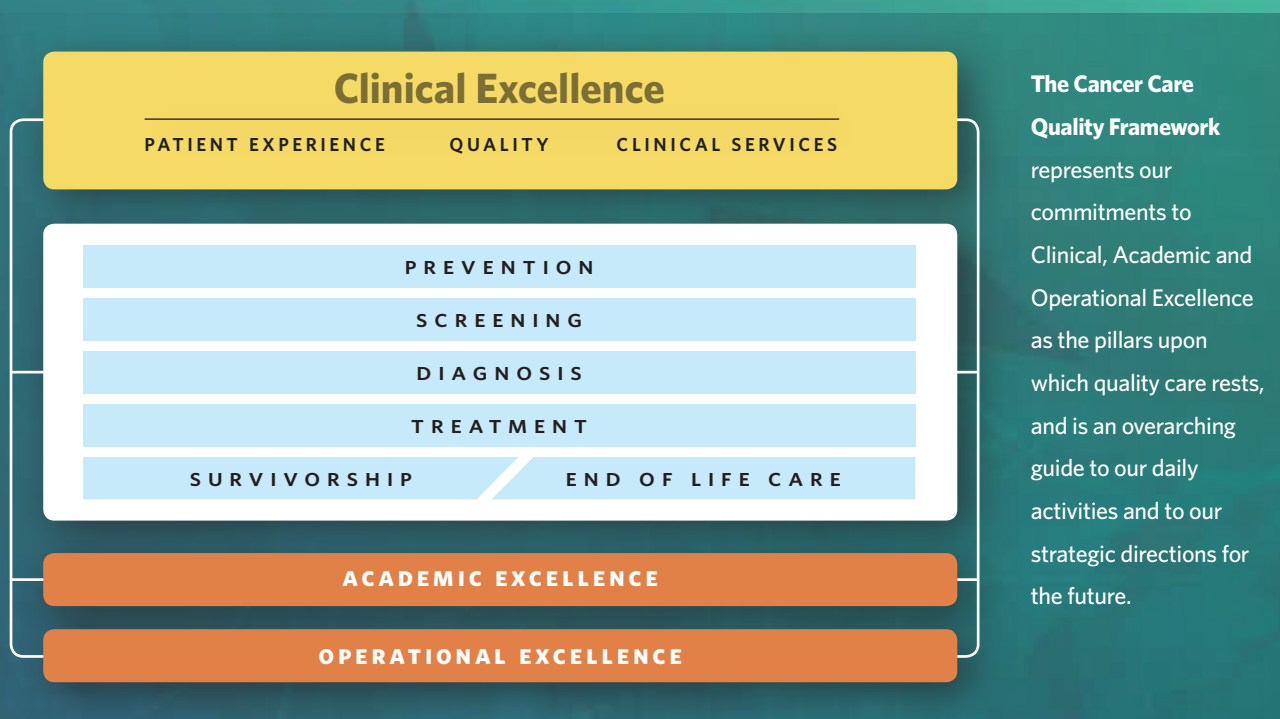 Clinical Excellence
PATIENT EXPERIENCE QUALITY CLINICAL SERVICES
PREVENTION
SCREENING
DIAGNOSIS
TREATMENT
SURVIVORSHIP END OF LIFE CARE
ACADEMIC EXCELLENCE
OPERATIONAL EXCELLENCE
The Cancer Care
Quality Framework
represents our
commitments to
Clinical, Academic and
Operational Excellence
as the pillars upon
which quality care rests,
and is an overarching
guide to our daily
activities and to our
strategic directions for
the future.